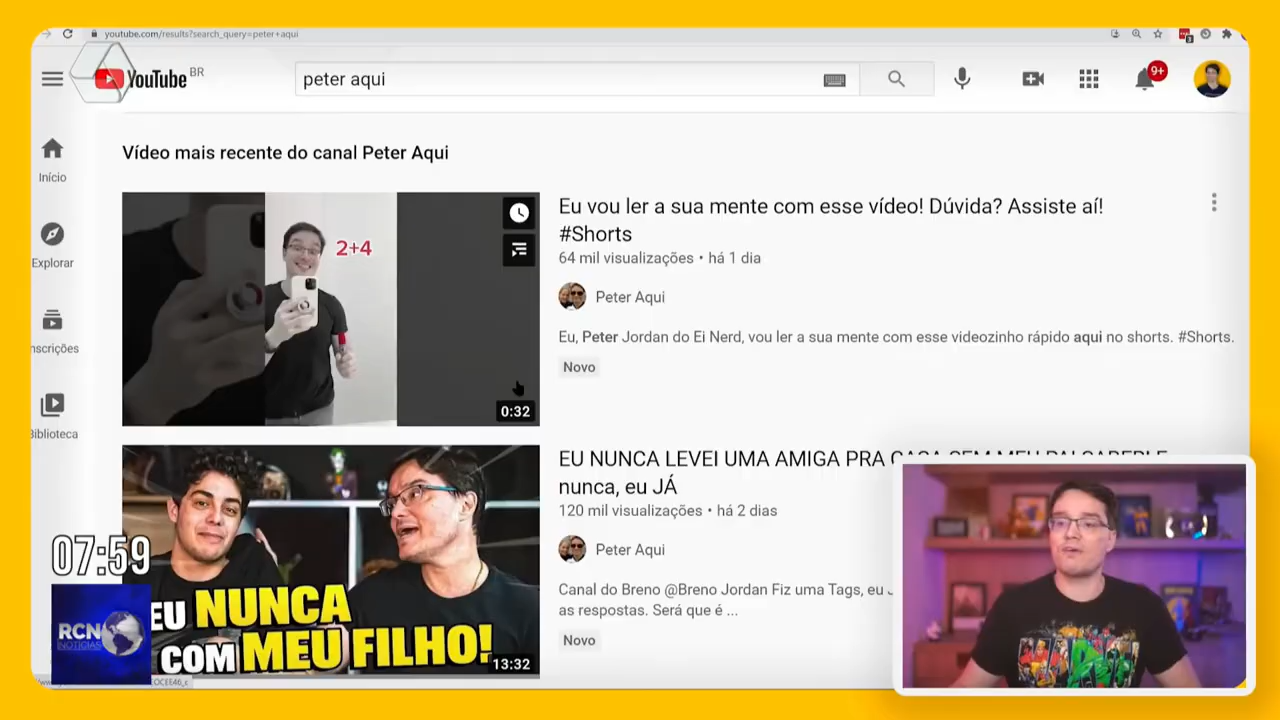 youtube.com/results?search_query=peter+aqui
YouTube BR
peter aqui
9+
Início
Explorar
nscrições
Biblioteca
Vídeo mais recente do canal Peter Aqui
2+4
0:32
Eu vou ler a sua mente com esse vídeo! Dúvida? Assiste aí!
#Shorts
64 mil visualizações • há 1 dia
Peter Aqui
Eu, Peter Jordan do Ei Nerd, vou ler a sua mente com esse videozinho rápido aqui no shorts. #Shorts.
Novo
EU NUNCA COM MEU FILHO!
13:32
EU NUNCA LEVEI UMA AMIGA PRA
nunca, eu JÁ
120 mil visualizações • há 2 dias
Peter Aqui
Canal do Breno @Breno Jordan Fiz uma Tags, eu
as respostas. Será que é ...
Novo
07:59
RCN
NOTÍCIAS